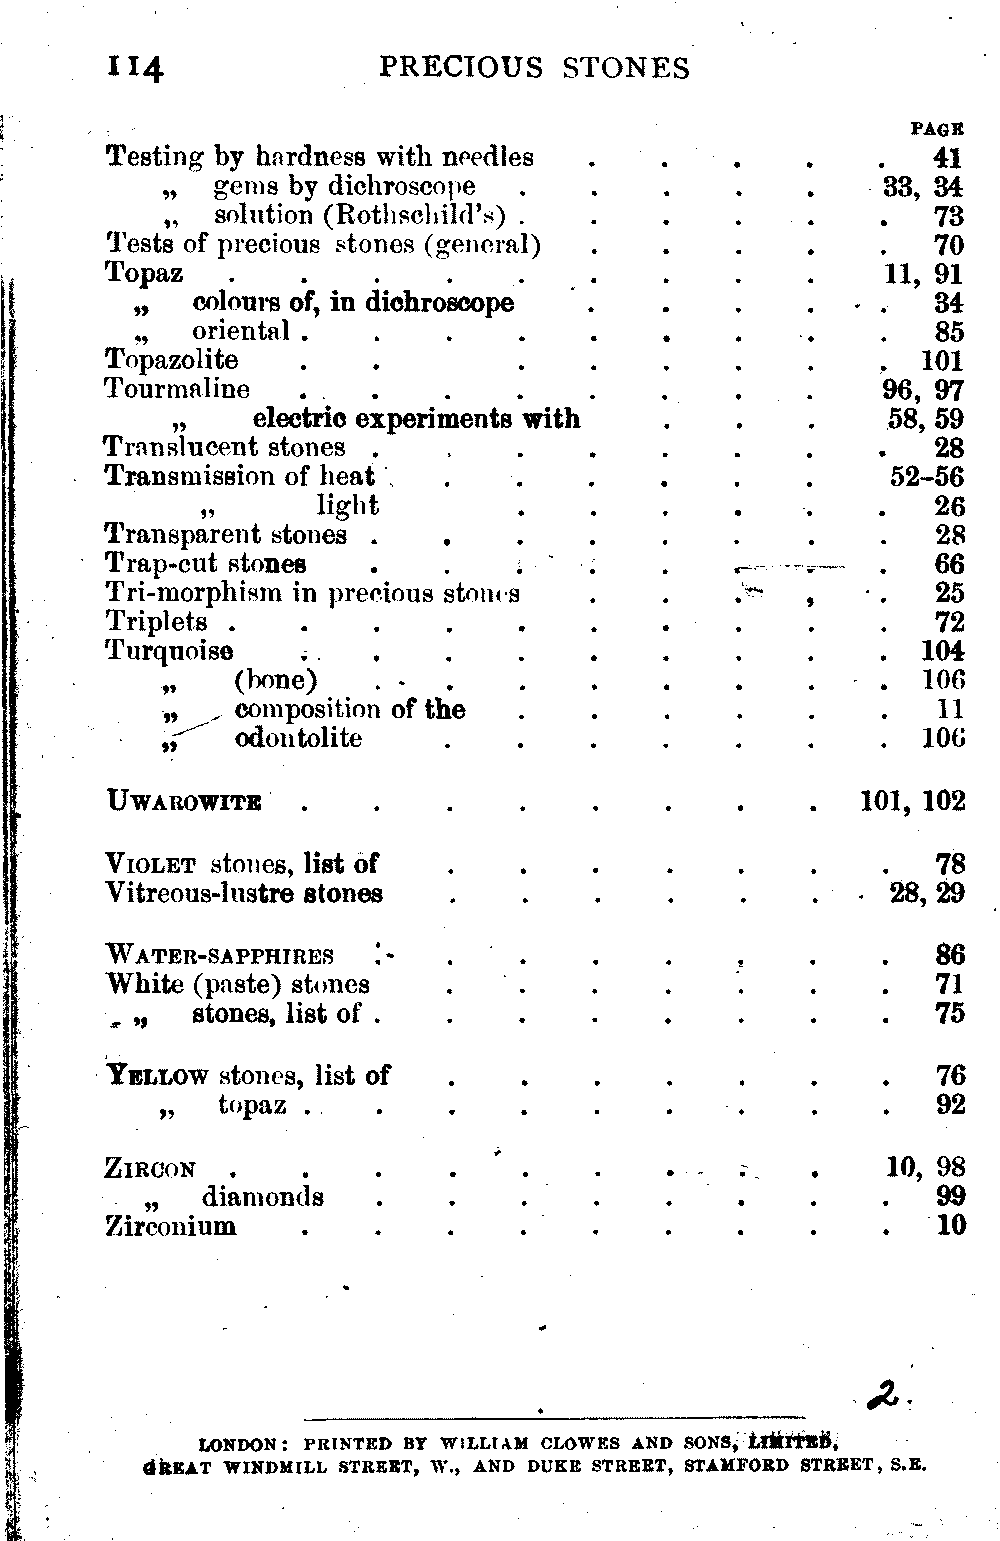 114 PRECIOUS STONES
PAGE
Testing by hardness with needles . . . . . 41
„ gems by dichroscope . . . . . 33, 34
„ solution (Rothschild's) . . . . . . 73
Tests of precious stones (general) . . . . . 70
Topaz . . . . . . . . . 11, 91
„ colours of, in dichroscope . . . . . 34
„ oriental . . . . . . . . . 85
Topazolite . . . . . . . . 101
Tourmaline . . . . . . . . 96, 97
„ electric experiments with . . . 58, 59
Translucent stones . . . . . . . . 28
Transmission of heat . . . . . . . 52–56
„ light . . . . . . 26
Transparent stones . . . . . . . . 28
Trap-cut stones . . . . . . . . 66
Tri-morphism in precious stones . . . . . 25
Triplets . . . . . . . . . . 72
Turquoise . . . . . . . . . 104
„ (bone) . . . . . . . . 106
„ composition of the . . . . . . 11
„ odontolite . . . . . . . 106
UWAROWITE . . . . . . . . 101, 102
VIOLET stones, list of . . . . . . . 78
Vitreous-lustre stones . . . . . . . 28, 29
WATER-SAPPHIRES . . . . . . . . 86
White (paste) stones . . . . . . . 71
„ stones, list of . . . . . . . . 75
YELLOW stones, list of . . . . . . . 76
„ topaz . . . . . . . . . 92
ZIRCON . . . . . . . . . 10, 98
„ diamonds . . . . . . . . 99
Zirconium . . . . . . . . . 10
2.
LONDON: PRINTED BY WILLIAM CLOWES AND SONS, LIMITED,
GREAT WINDMILL STREET, W., AND DUKE STREET, STAMFORD STREET, S.E.